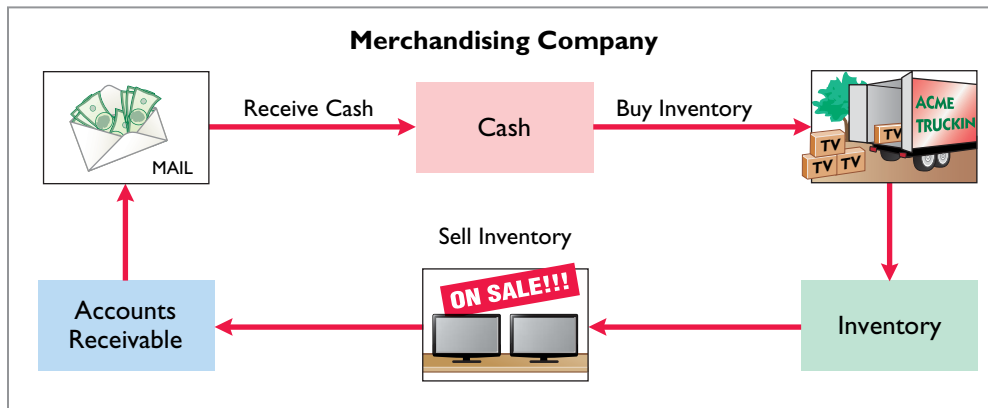 Merchandising Company
Receive Cash
Cash
Buy Inventory
MAIL
ACME
TRUCKIN
TV
TV
TV TV
Sell Inventory
ON SALE!!!
Accounts
Receivable
Inventory